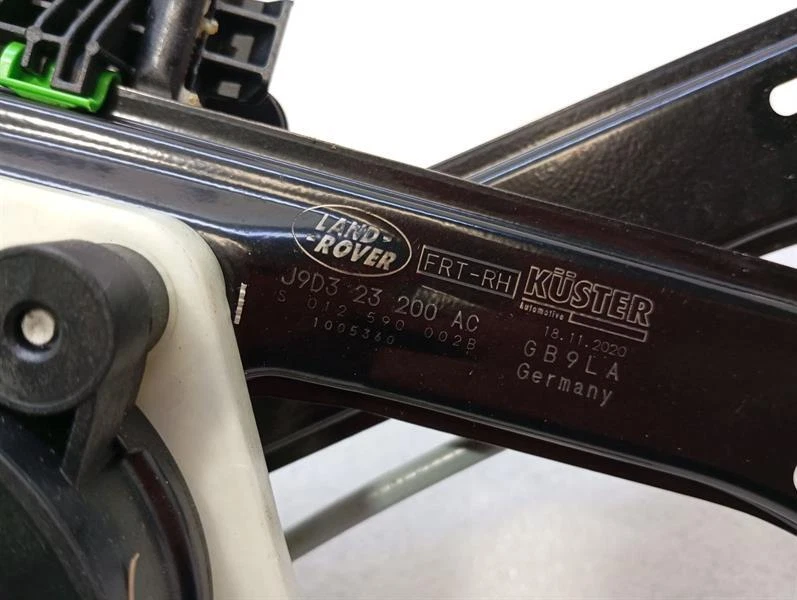 LAND-
-ROVER
FRT-RH
KÜSTER
automotive
J9D3 23 200 AC
S 012 590 002B
1005360
18.11.2020
GB9LA
Germany